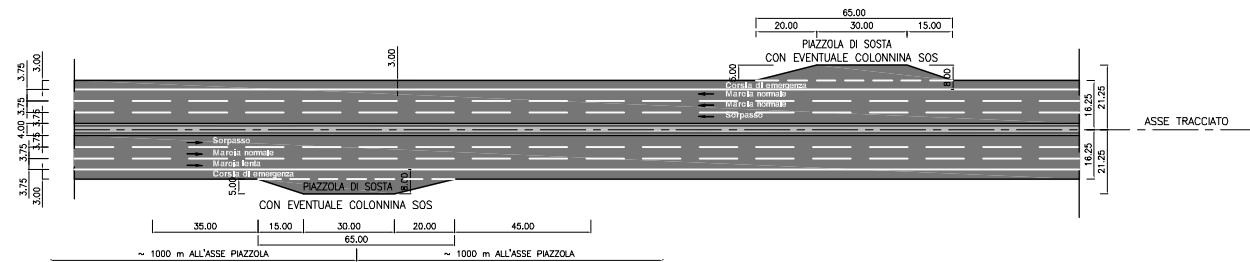 65.00
20.00 30.00 15.00
PIAZZOLA DI SOSTA
CON EVENTUALE COLONNINA SOS
3.75 3.00 3.00 5.00 8.00
Corsia di emergenza
Marcia normale
Marcia normale
Sorpasso
3.75
3.75
4.00
3.75
3.75
3.75
3.00
16.25
21.25
ASSE TRACCIATO
16.25
21.25
Sorpasso
Marcia normale
Marcia lenta
Corsia di emergenza
5.00 PIAZZOLA DI SOSTA 8.00
CON EVENTUALE COLONNINA SOS
35.00 15.00 30.00 20.00 45.00
65.00
~ 1000 m ALL'ASSE PIAZZOLA ~ 1000 m ALL'ASSE PIAZZOLA